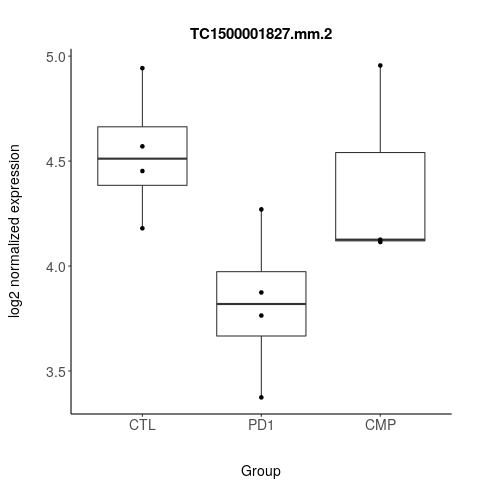 TC1500001827.mm.2
log2 normalized expression
5.0
4.5
4.0
3.5
CTL PD1 CMP
Group